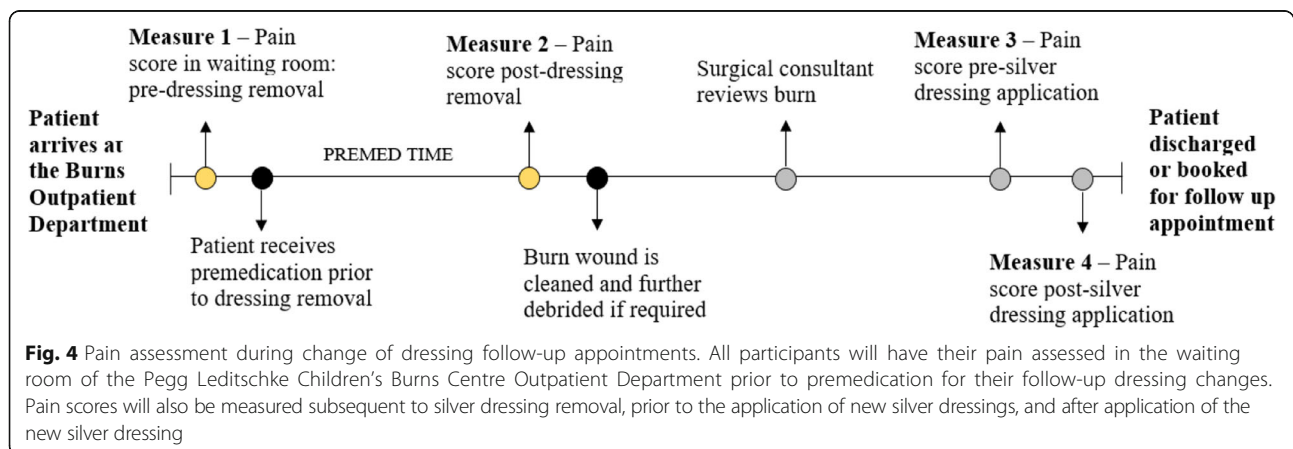 Patient
arrives at
the Burns
Outpatient
Department
Measure 1 – Pain
score in waiting room:
pre-dressing removal
Patient receives
premedication prior
to dressing removal
PREMED TIME
Measure 2 – Pain
score post-dressing
removal
Burn wound is
cleaned and further
debrided if required
Surgical consultant
reviews burn
Measure 3 – Pain
score pre-silver
dressing application
Measure 4 – Pain
score post-silver
dressing application
Patient
discharged
or booked
for follow up
appointment
Fig. 4 Pain assessment during change of dressing follow-up appointments. All participants will have their pain assessed in the waiting
room of the Pegg Leditschke Children’s Burns Centre Outpatient Department prior to premedication for their follow-up dressing changes.
Pain scores will also be measured subsequent to silver dressing removal, prior to the application of new silver dressings, and after application of the
new silver dressing